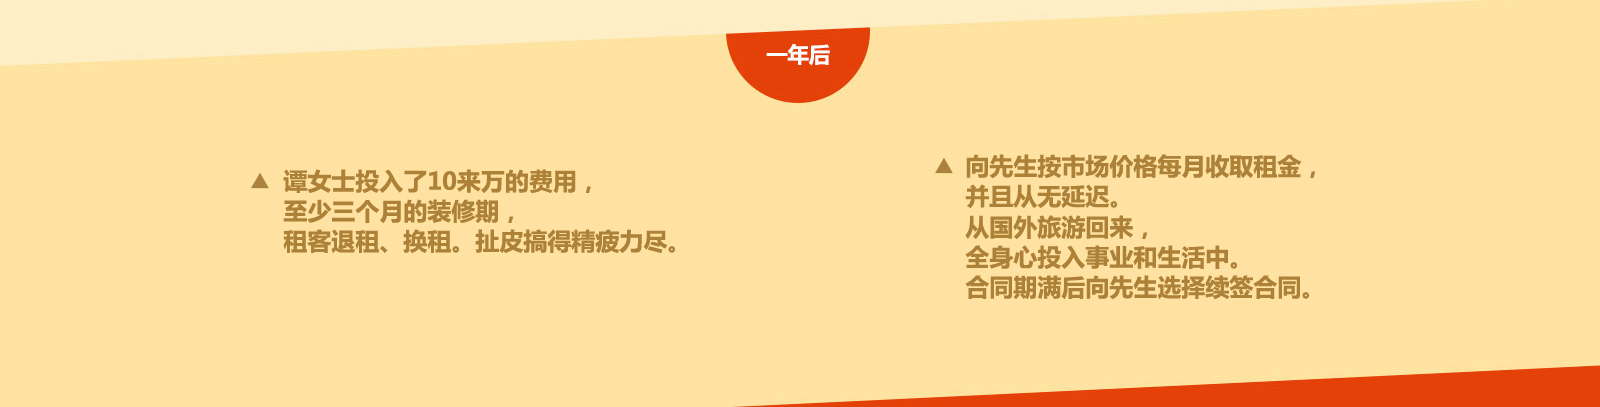 一年后
▲ 谭女士投入了10来万的费用，
至少三个月的装修期，
租客退租、换租。扯皮搞得精疲力尽。
▲ 向先生按市场价格每月收取租金，
并且从无延迟。
从国外旅游回来，
全身心投入事业和生活中。
合同期满后向先生选择续签合同。